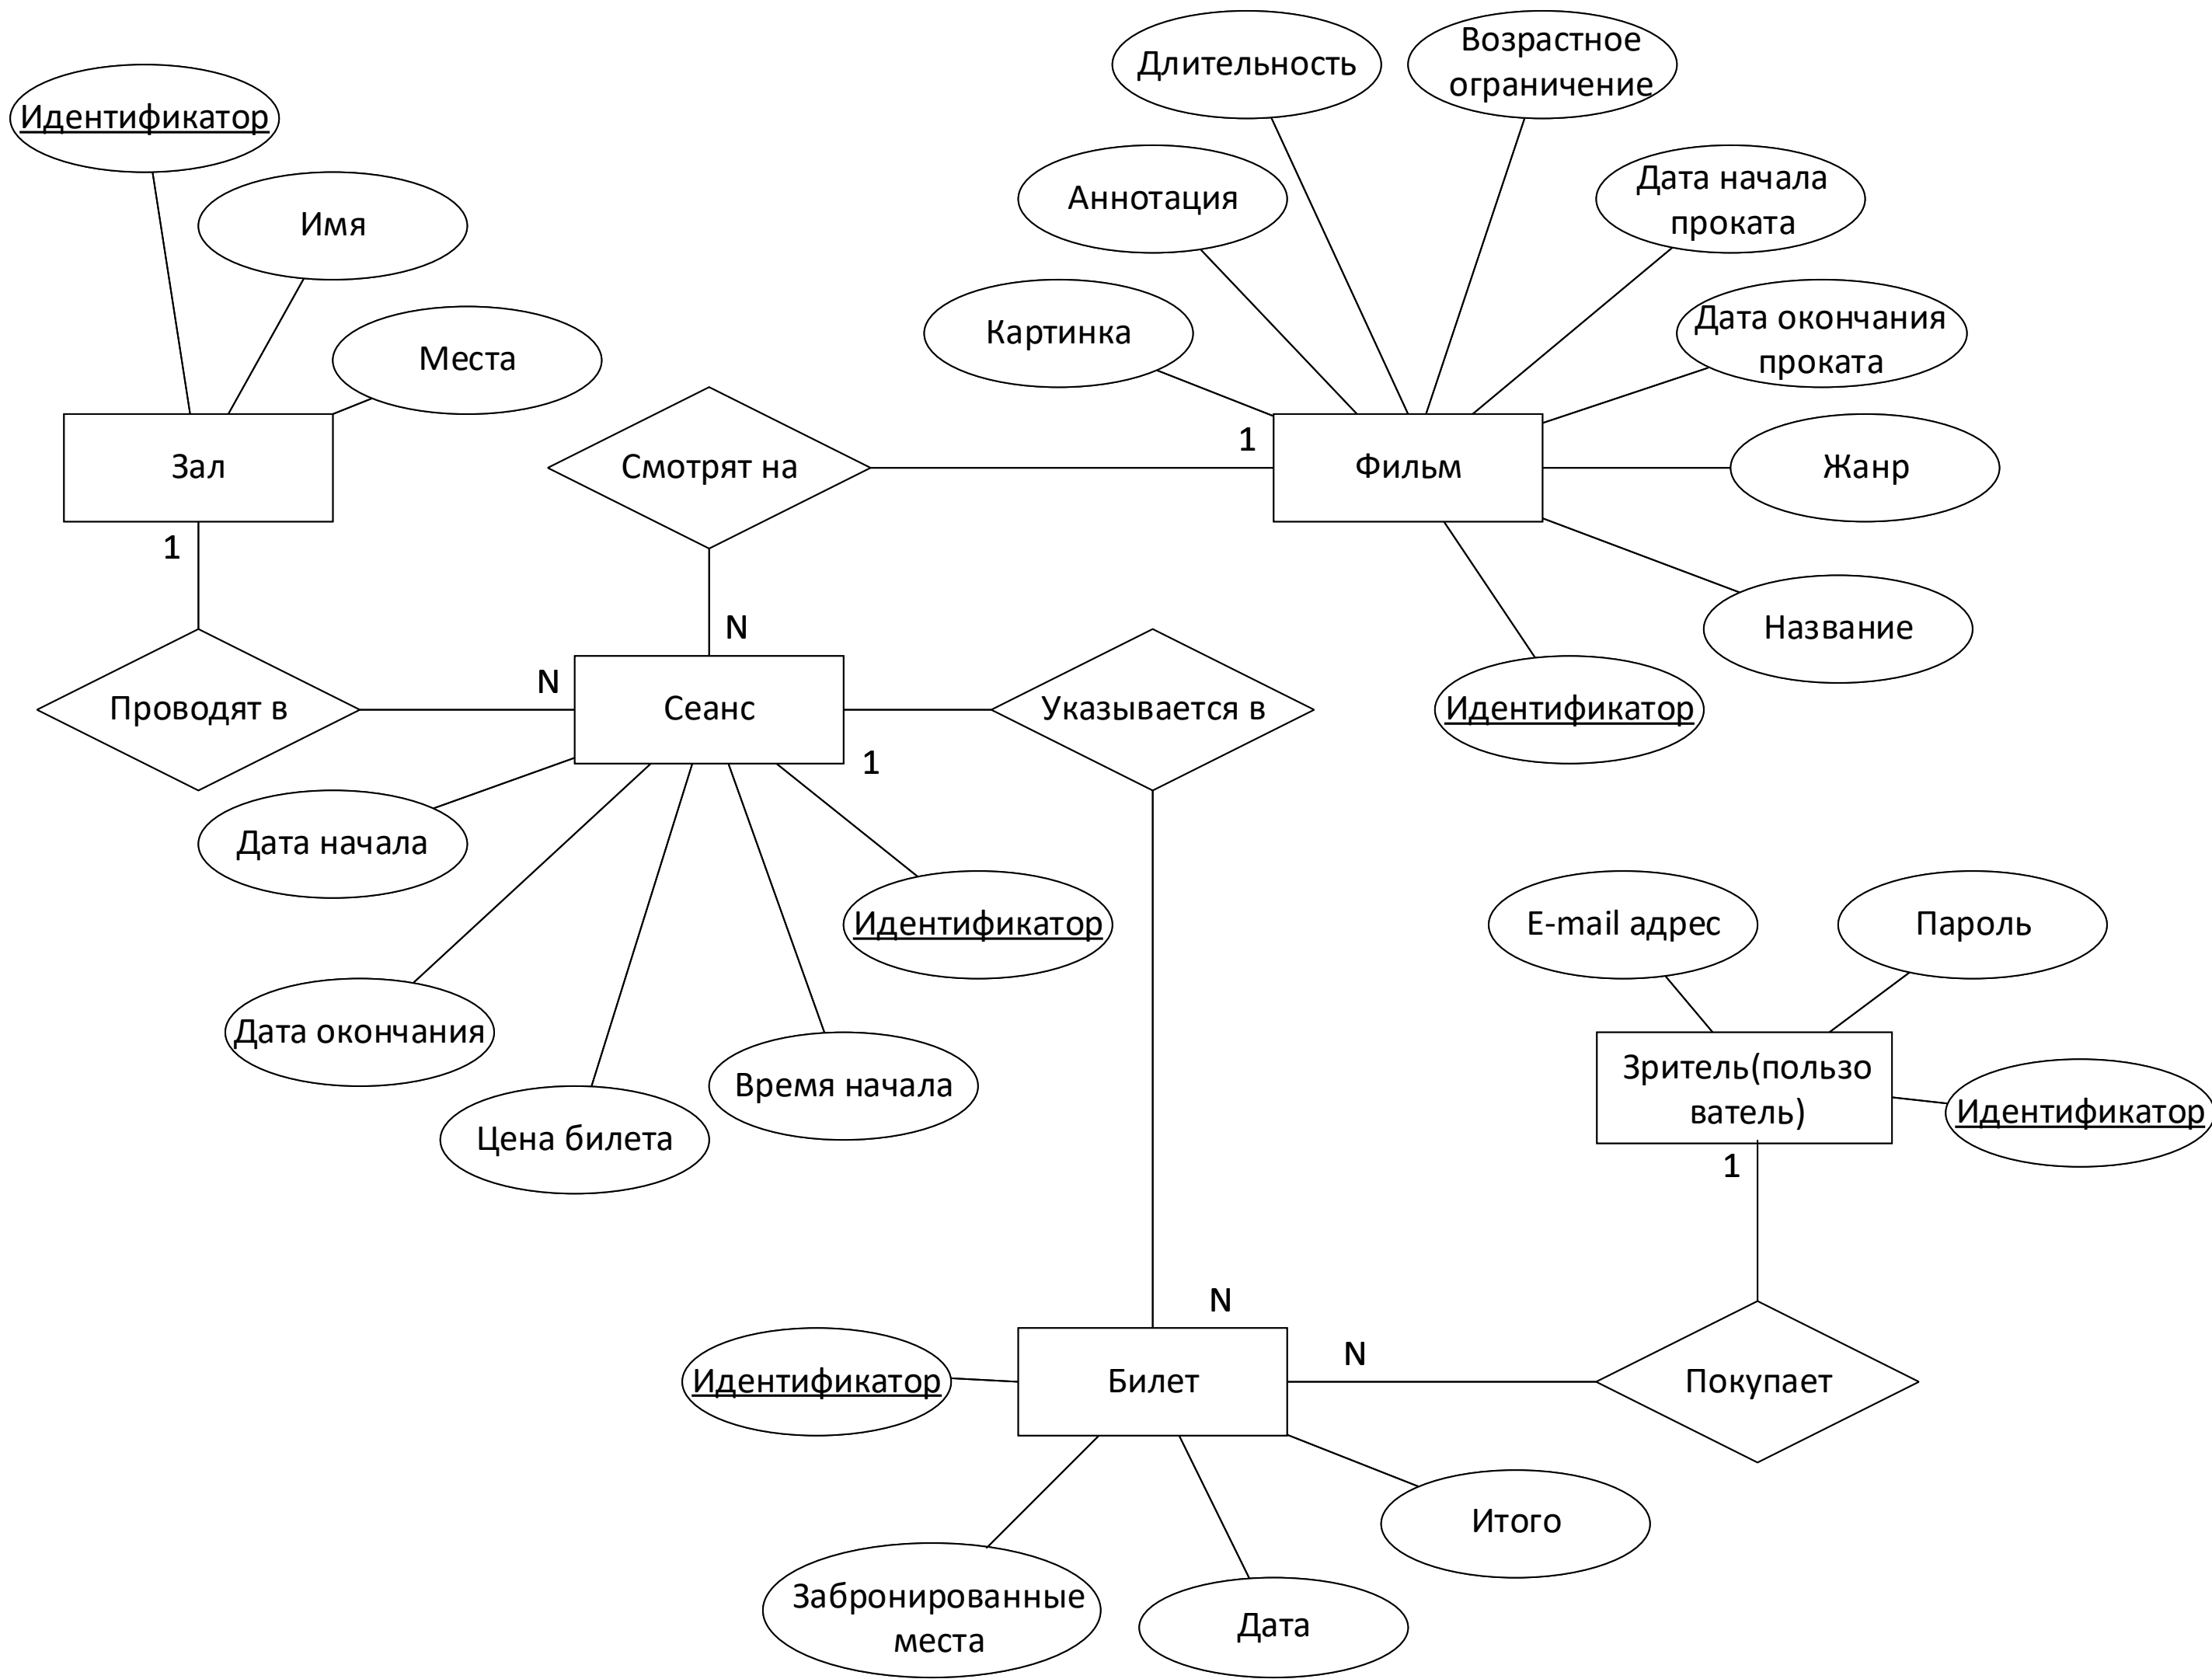 Длительность
Возрастное
ограничение
Идентификатор
Аннотация
Дата начала
проката
Имя
Картинка
Дата окончания
проката
Места
1
Зал
Смотрят на
Фильм
Жанр
1
N
Название
N
Проводят в
Сеанс
Указывается в
Идентификатор
1
Дата начала
Идентификатор
E-mail адрес
Пароль
Дата окончания
Время начала
Зритель(пользо
ватель)
Идентификатор
Цена билета
1
N
N
Идентификатор
Билет
Покупает
Итого
Забронированные
места
Дата